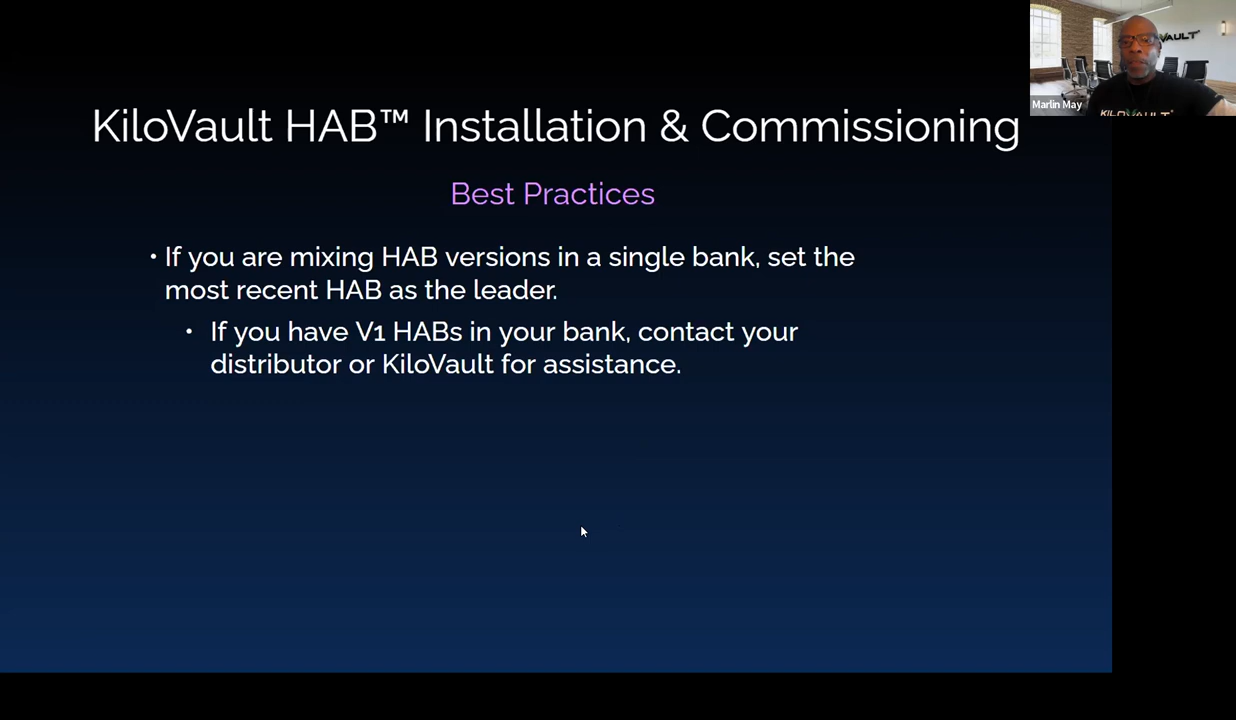 KiloVault HAB™ Installation & Commissioning
Best Practices
• If you are mixing HAB versions in a single bank, set the
most recent HAB as the leader.
• If you have V1 HABs in your bank, contact your
distributor or KiloVault for assistance.
VAULT
Marlin May
KILOVAULT